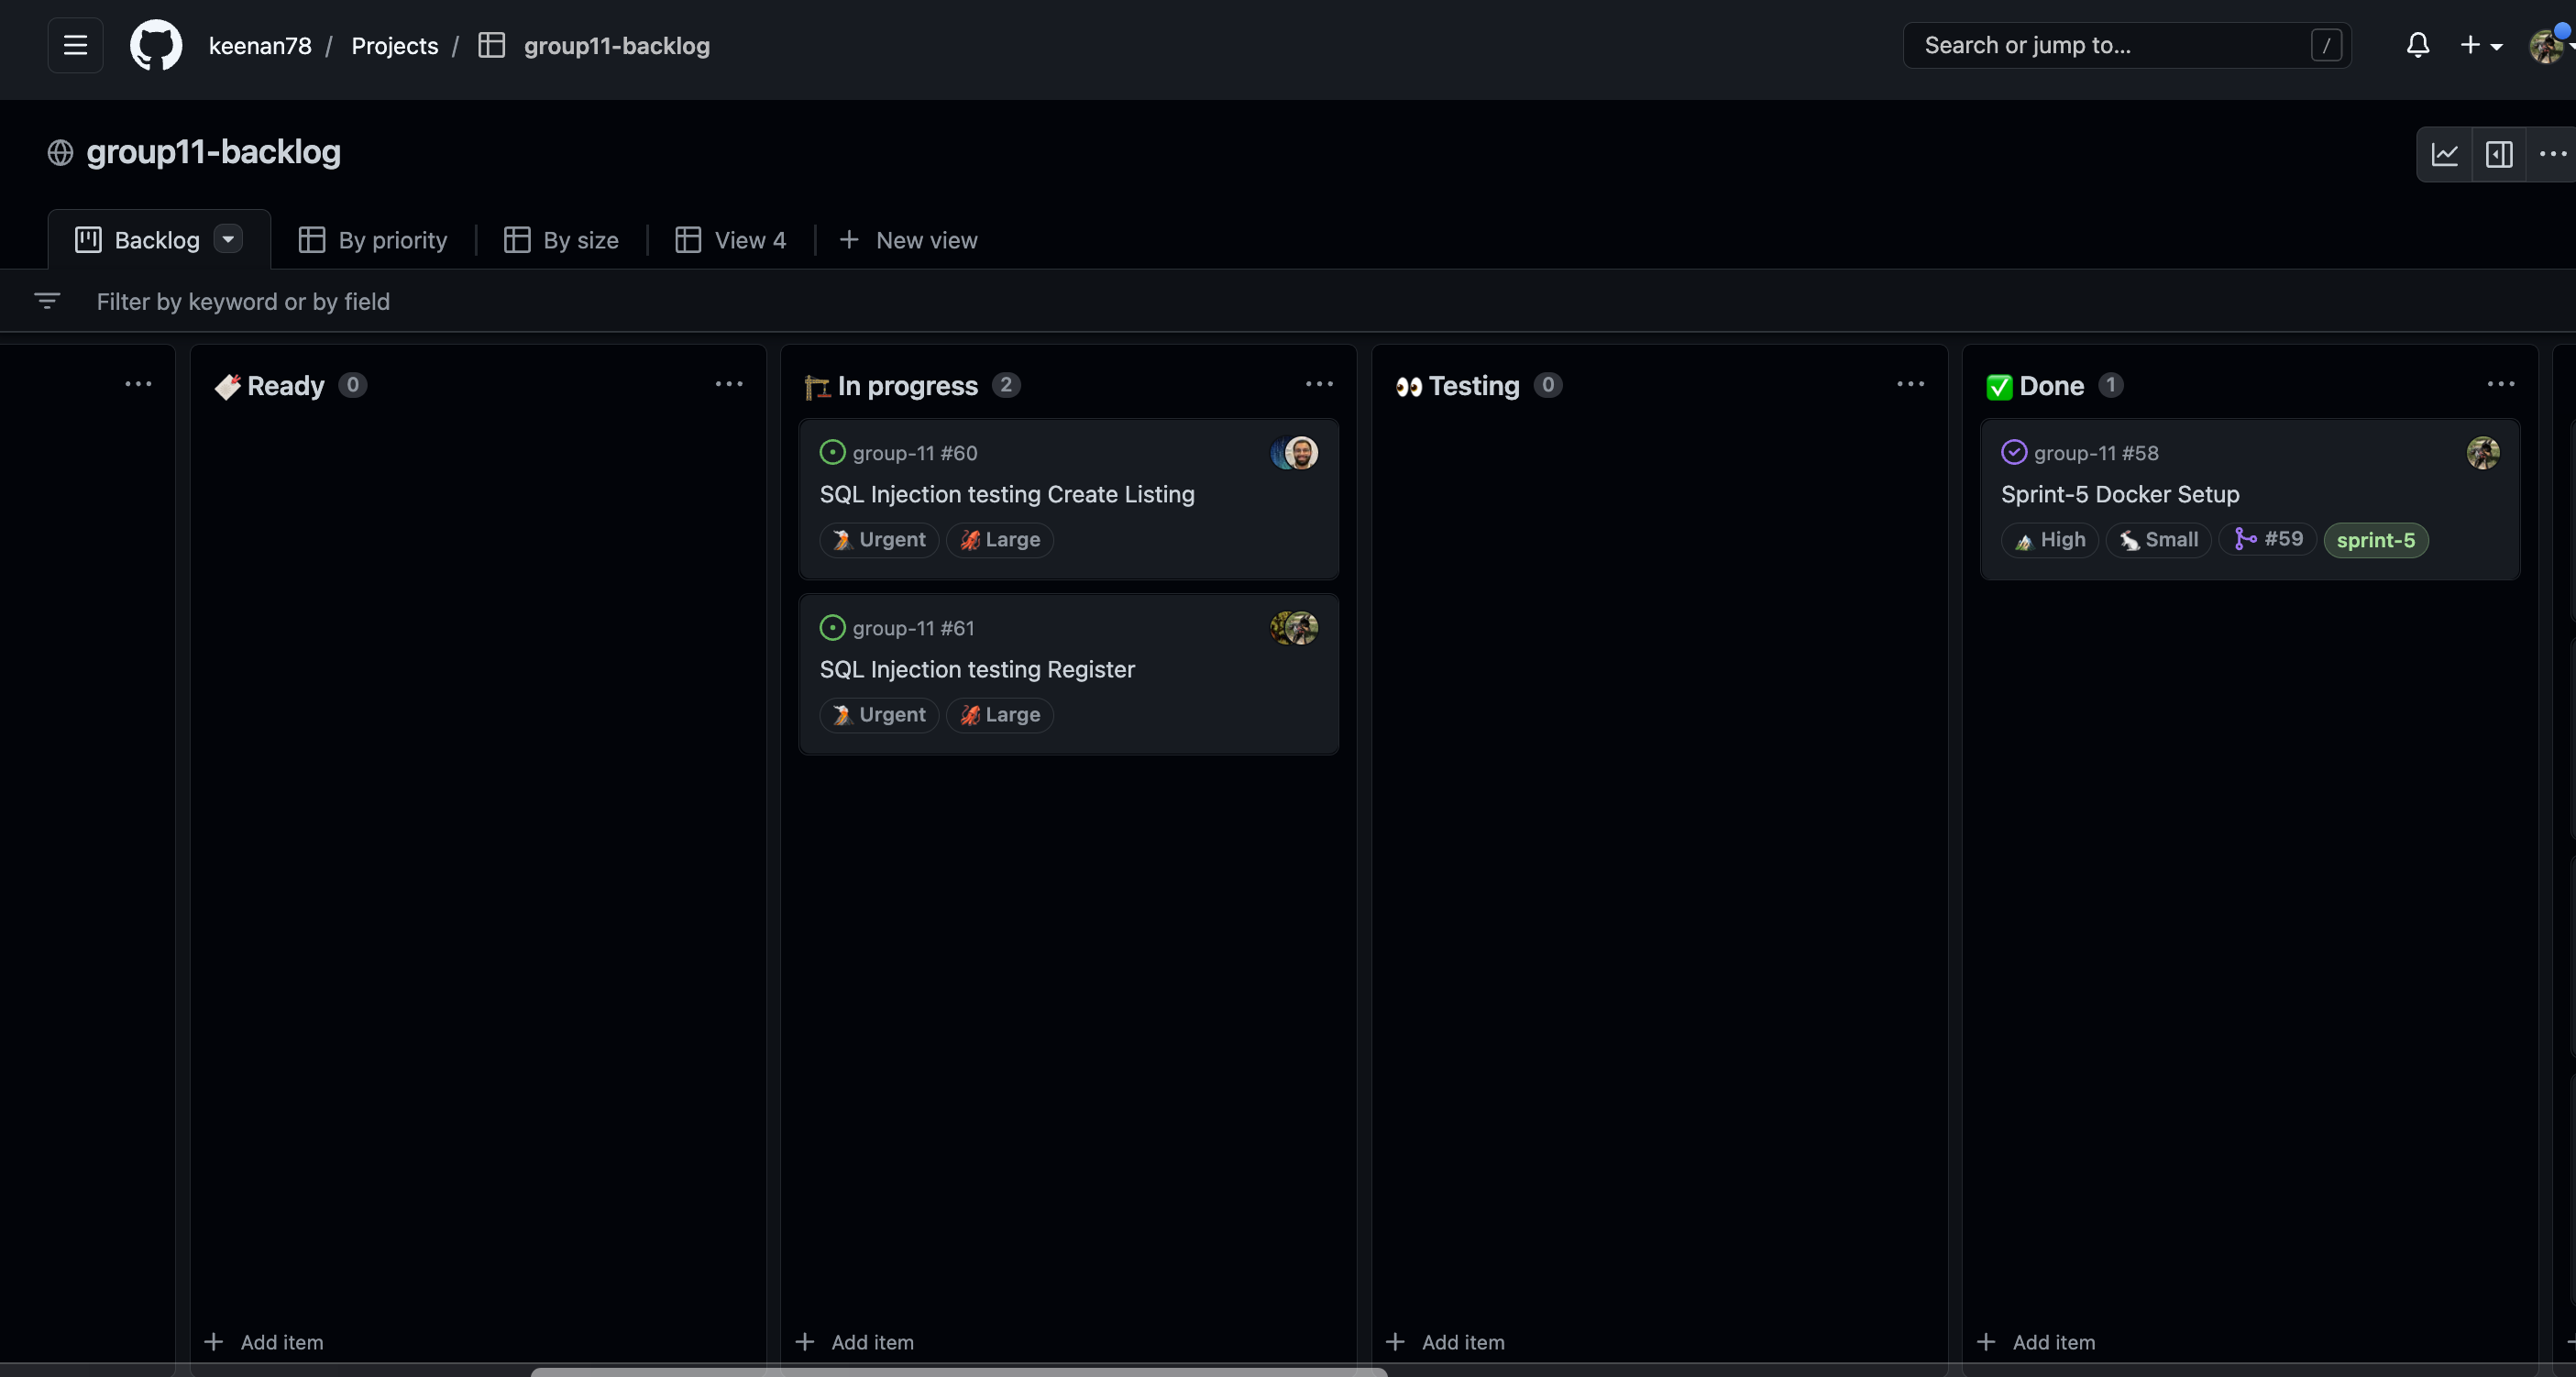 keenan78 / Projects / group11-backlog
Search or jump to... /
group11-backlog
Backlog By priority By size View 4 + New view
Filter by keyword or by field
Ready 0
In progress 2
group-11 #60
SQL Injection testing Create Listing
Urgent Large
group-11 #61
SQL Injection testing Register
Urgent Large
Testing 0
Done 1
group-11 #58
Sprint-5 Docker Setup
High Small #59 sprint-5
+ Add item
+ Add item
+ Add item
+ Add item